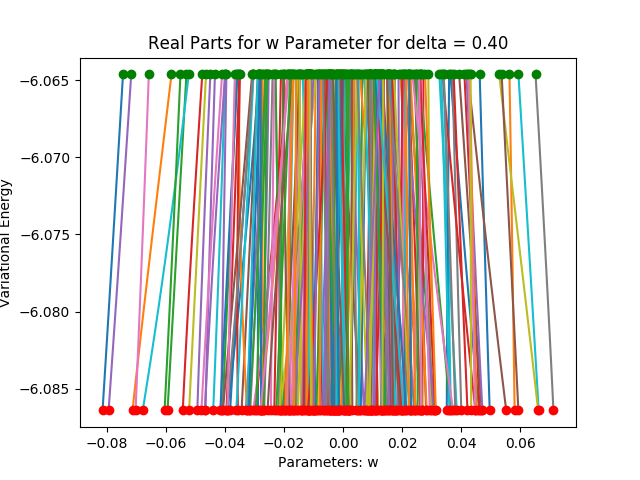 Real Parts for w Parameter for delta = 0.40
−6.065
−6.070
−6.075
−6.080
−6.085
Variational Energy
−0.08 −0.06 −0.04 −0.02 0.00 0.02 0.04 0.06
Parameters: w